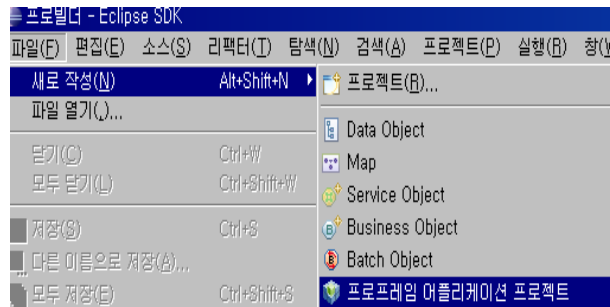 프로빌더 - Eclipse SDK
파일(F) 편집(E) 소스(S) 리팩터(T) 탐색(N) 검색(A) 프로젝트(P) 실행(R)
새로 작성(N) Alt+Shift+N
파일 열기(.)...
닫기(C) Ctrl+W
모두 닫기(L) Ctrl+Shift+W
저장(S) Ctrl+S
다른 이름으로 저장(A)...
모두 저장(E) Ctrl+Shift+S
프로젝트(R)...
Data Object
Map
Service Object
Business Object
Batch Object
프로프레임 어플리케이션 프로젝트